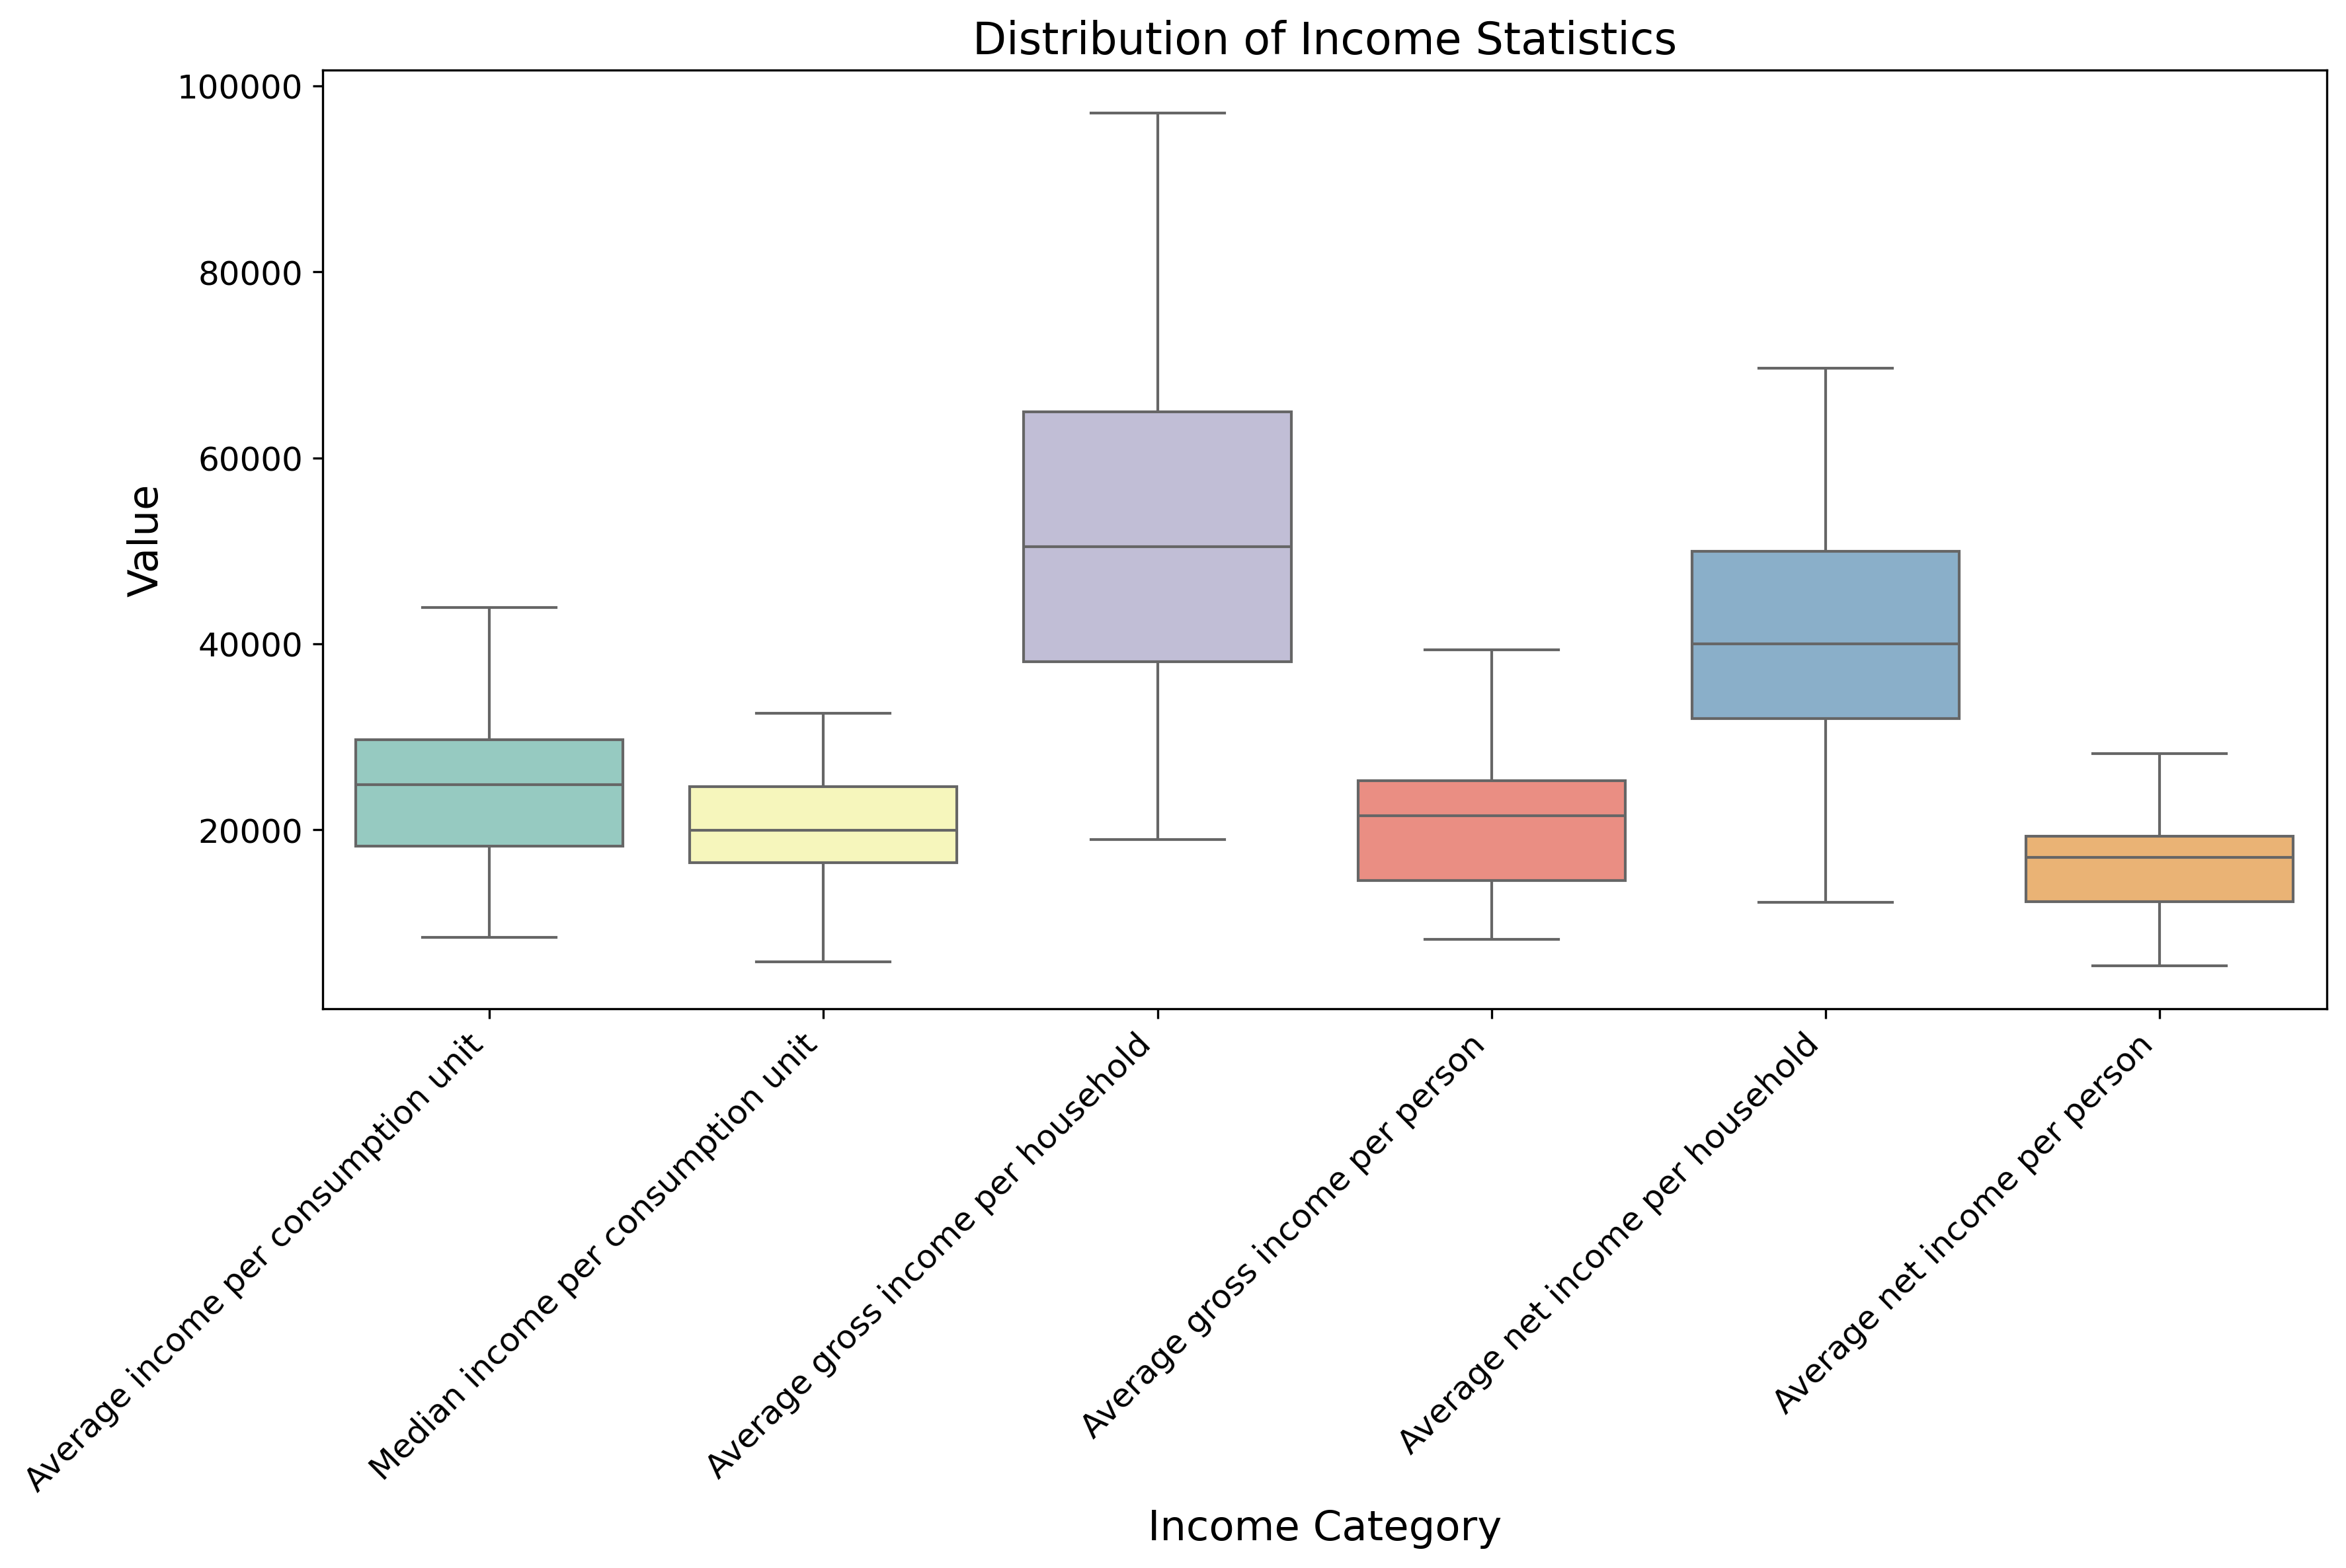 Distribution of Income Statistics
100000
80000
60000
40000
20000
Value
Average income per consumption unit
Median income per consumption unit
Average gross income per household
Average gross income per person
Average net income per household
Average net income per person
Income Category